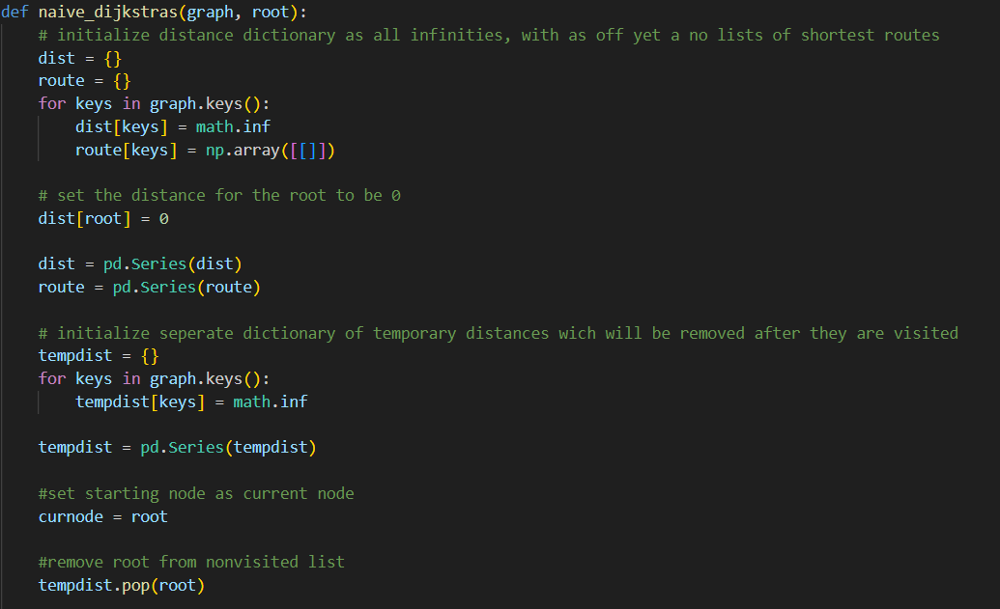 def naive_dijkstras(graph, root):
    # initialize distance dictionary as all infinities, with as off yet a no lists of shortest routes
    dist = {}
    route = {}
    for keys in graph.keys():
        dist[keys] = math.inf
        route[keys] = np.array([[]])

    # set the distance for the root to be 0
    dist[root] = 0

    dist = pd.Series(dist)
    route = pd.Series(route)

    # initialize seperate dictionary of temporary distances wich will be removed after they are visited
    tempdist = {}
    for keys in graph.keys():
        tempdist[keys] = math.inf

    tempdist = pd.Series(tempdist)

    #set starting node as current node
    curnode = root

    #remove root from nonvisited list
    tempdist.pop(root)